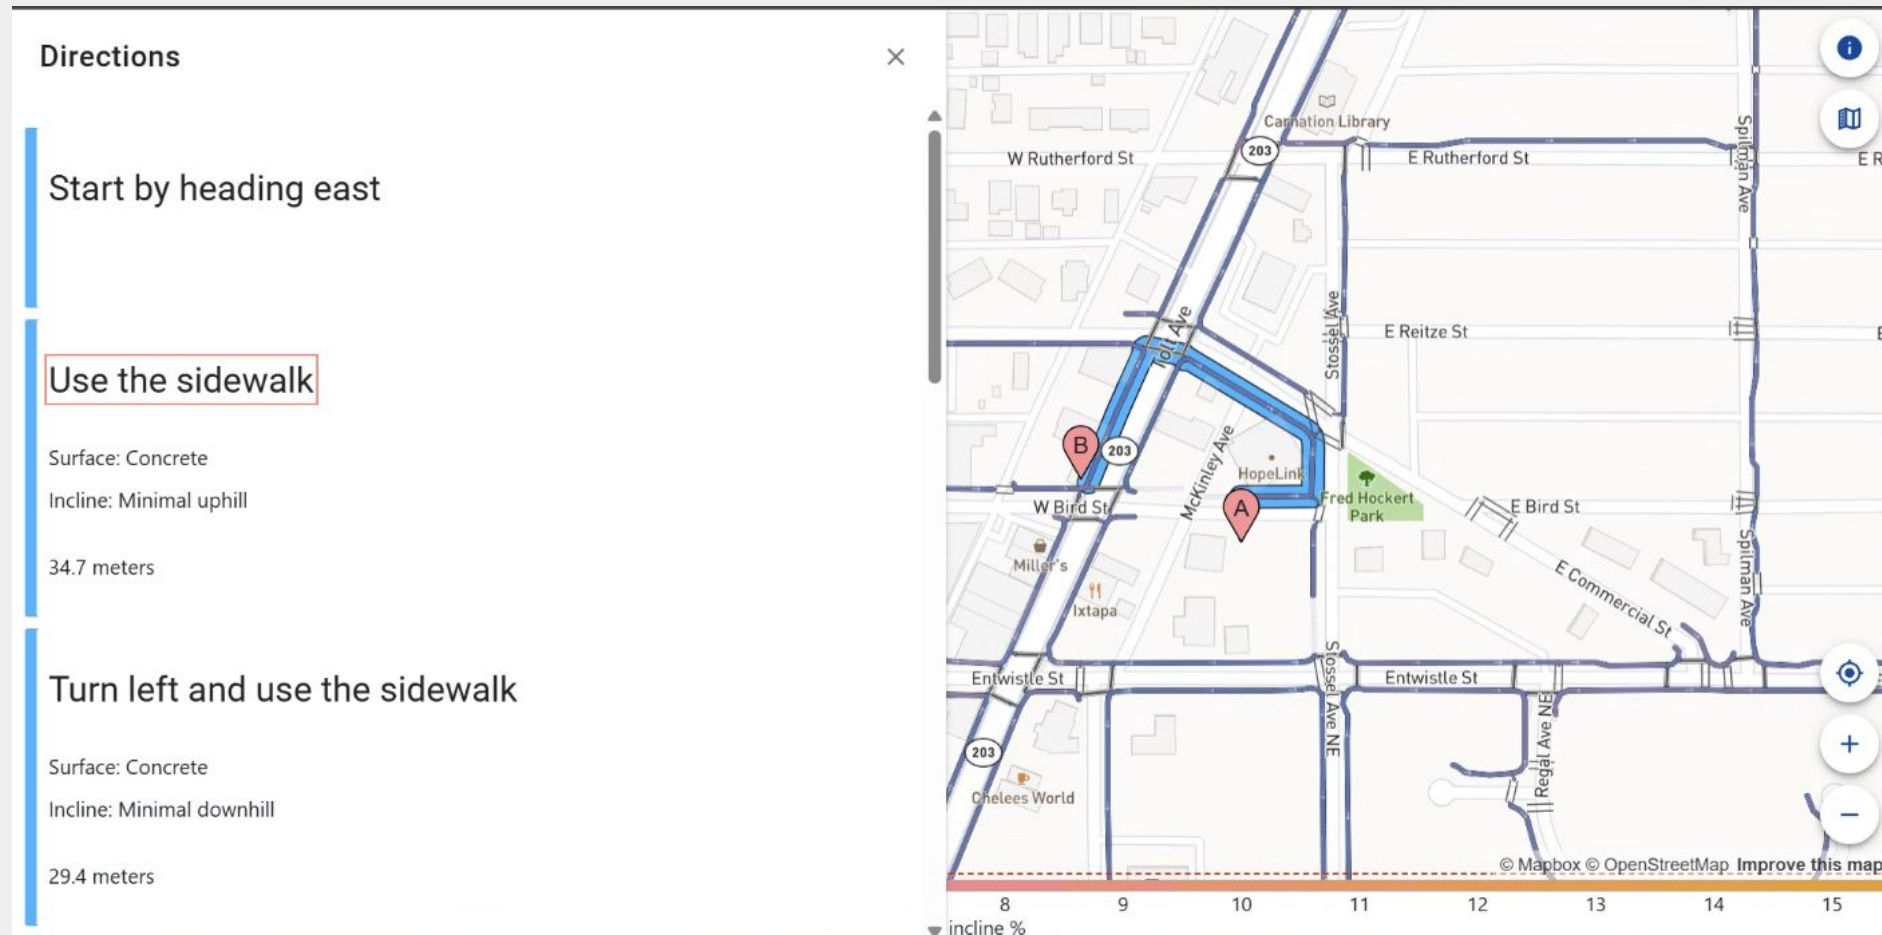 Directions
Start by heading east
Use the sidewalk
Surface: Concrete
Incline: Minimal uphill
34.7 meters
Turn left and use the sidewalk
Surface: Concrete
Incline: Minimal downhill
29.4 meters
Carnation Library
W Rutherford St
203
E Rutherford St
Spilman Ave
E R
Tolt Ave
Stossel Ave
E Reitze St
E
B
203
McKinley Ave
HopeLink
A
Fred Hockert
Park
W Bird St
E Bird St
Miller's
Ixtapa
E Commercial St
Spilman Ave
Entwistle St
Stossel Ave NE
Entwistle St
Regal Ave NE
203
Chelees World
© Mapbox © OpenStreetMap Improve this map
8 9 10 11 12 13 14 15
incline %